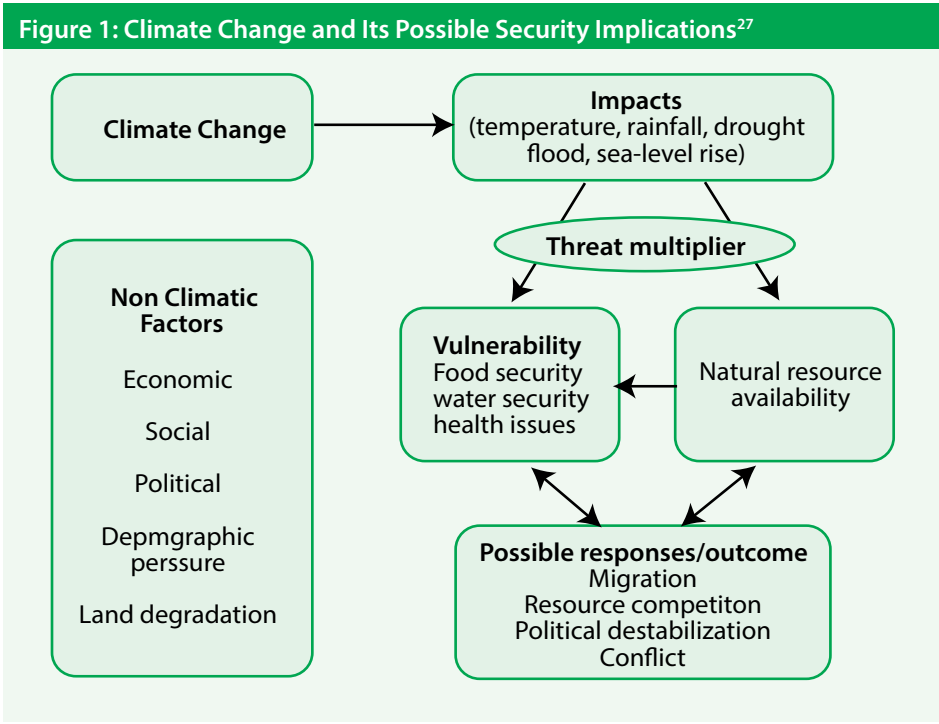 Figure 1: Climate Change and Its Possible Security Implications27
Climate Change
Impacts
(temperature, rainfall, drought
flood, sea-level rise)
Threat multiplier
Non Climatic
Factors
Economic
Social
Political
Depmgraphic
perssure
Land degradation
Vulnerability
Food security
water security
health issues
Natural resource
availability
Possible responses/outcome
Migration
Resource competiton
Political destabilization
Conflict